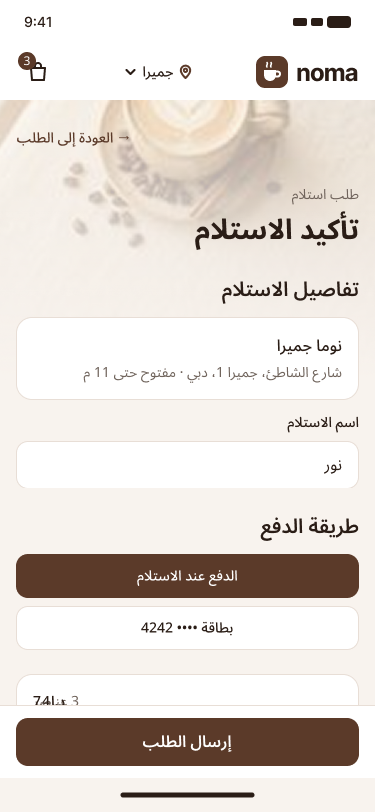 9:41
noma
جميرا
3
→ العودة إلى الطلب
طلب استلام
تأكيد الاستلام
تفاصيل الاستلام
نوما جميرا
شارع الشاطئ، جميرا 1، دبي · مفتوح حتى 11 م
اسم الاستلام
نور
طريقة الدفع
الدفع عند الاستلام
بطاقة •••• 4242
3
إرسال الطلب